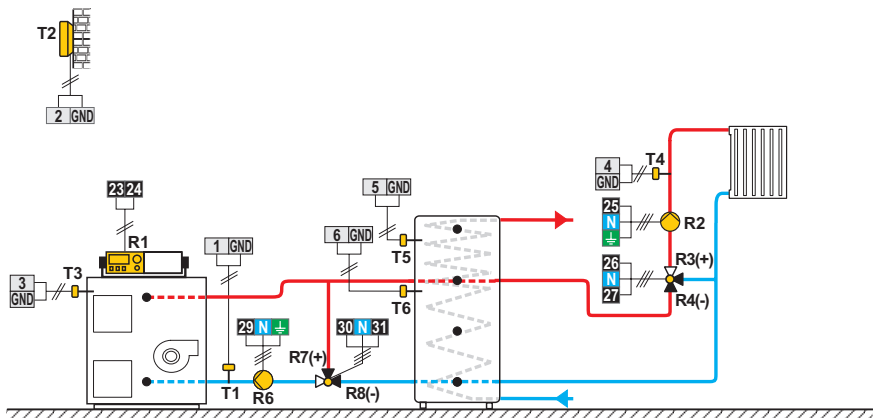 T2
2 GND
23 24
R1
3
GND
T3
1 GND
T1
29 N
R6
R7(+)
R8(-)
30 N 31
5 GND
T5
6 GND
T6
4
GND
T4
25
N
R2
26
N
27
R3(+)
R4(-)